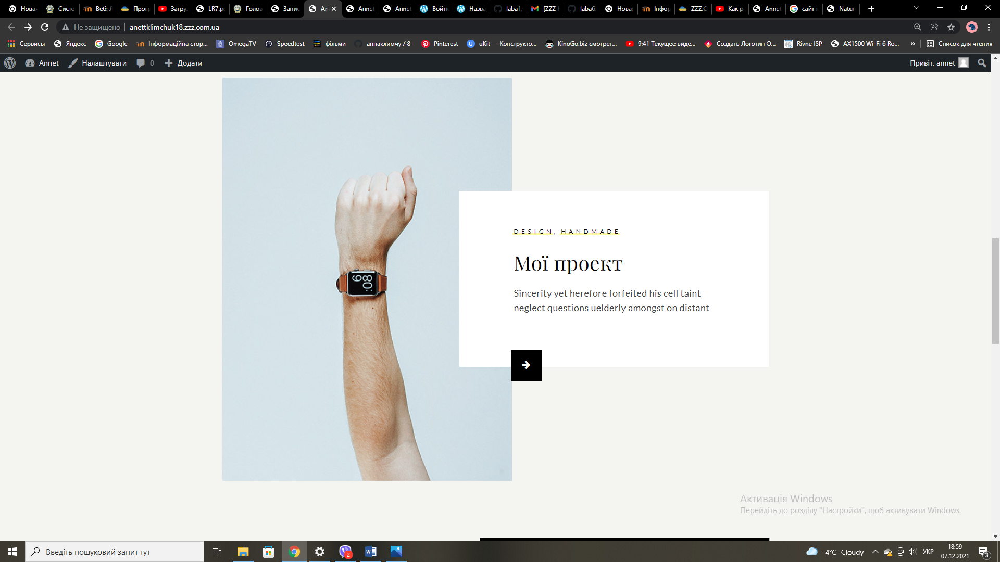 Нова
Систе
Веб: Л
Прогр
Загру
LR7.p
Голов
Запис
Ar
Annet
Annet
Войти
Назва
laba1
[ZZZ
laba6
Нова
Інфор
ZZZ.C
Как р
Annet
сайт н
Natur
Не защищено
anettklimchuk18.zzz.com.ua
Сервисы
Яндекс
Google
Інформаційна стор...
OmegaTV
Speedtest
фільми
аннаклимчу / 8-
Pinterest
uKit — Конструкто...
KinoGo.biz смотрет...
9:41 Текущее виде...
Создать Логотип О...
Rivne ISP
AX1500 Wi-Fi 6 Ro...
»
Список для чтения
Annet
Налаштувати
0
Додати
Привіт, annet
6
:08
DESIGN, HANDMADE
Мої проект
Sincerity yet herefore forfeited his cell taint
neglect questions uelderly amongst on distant
Активація Windows
Перейдіть до розділу "Настройки", щоб активувати Windows.
Введіть пошуковий запит тут
2
-4°C Cloudy
УКР
18:59
07.12.2021
3